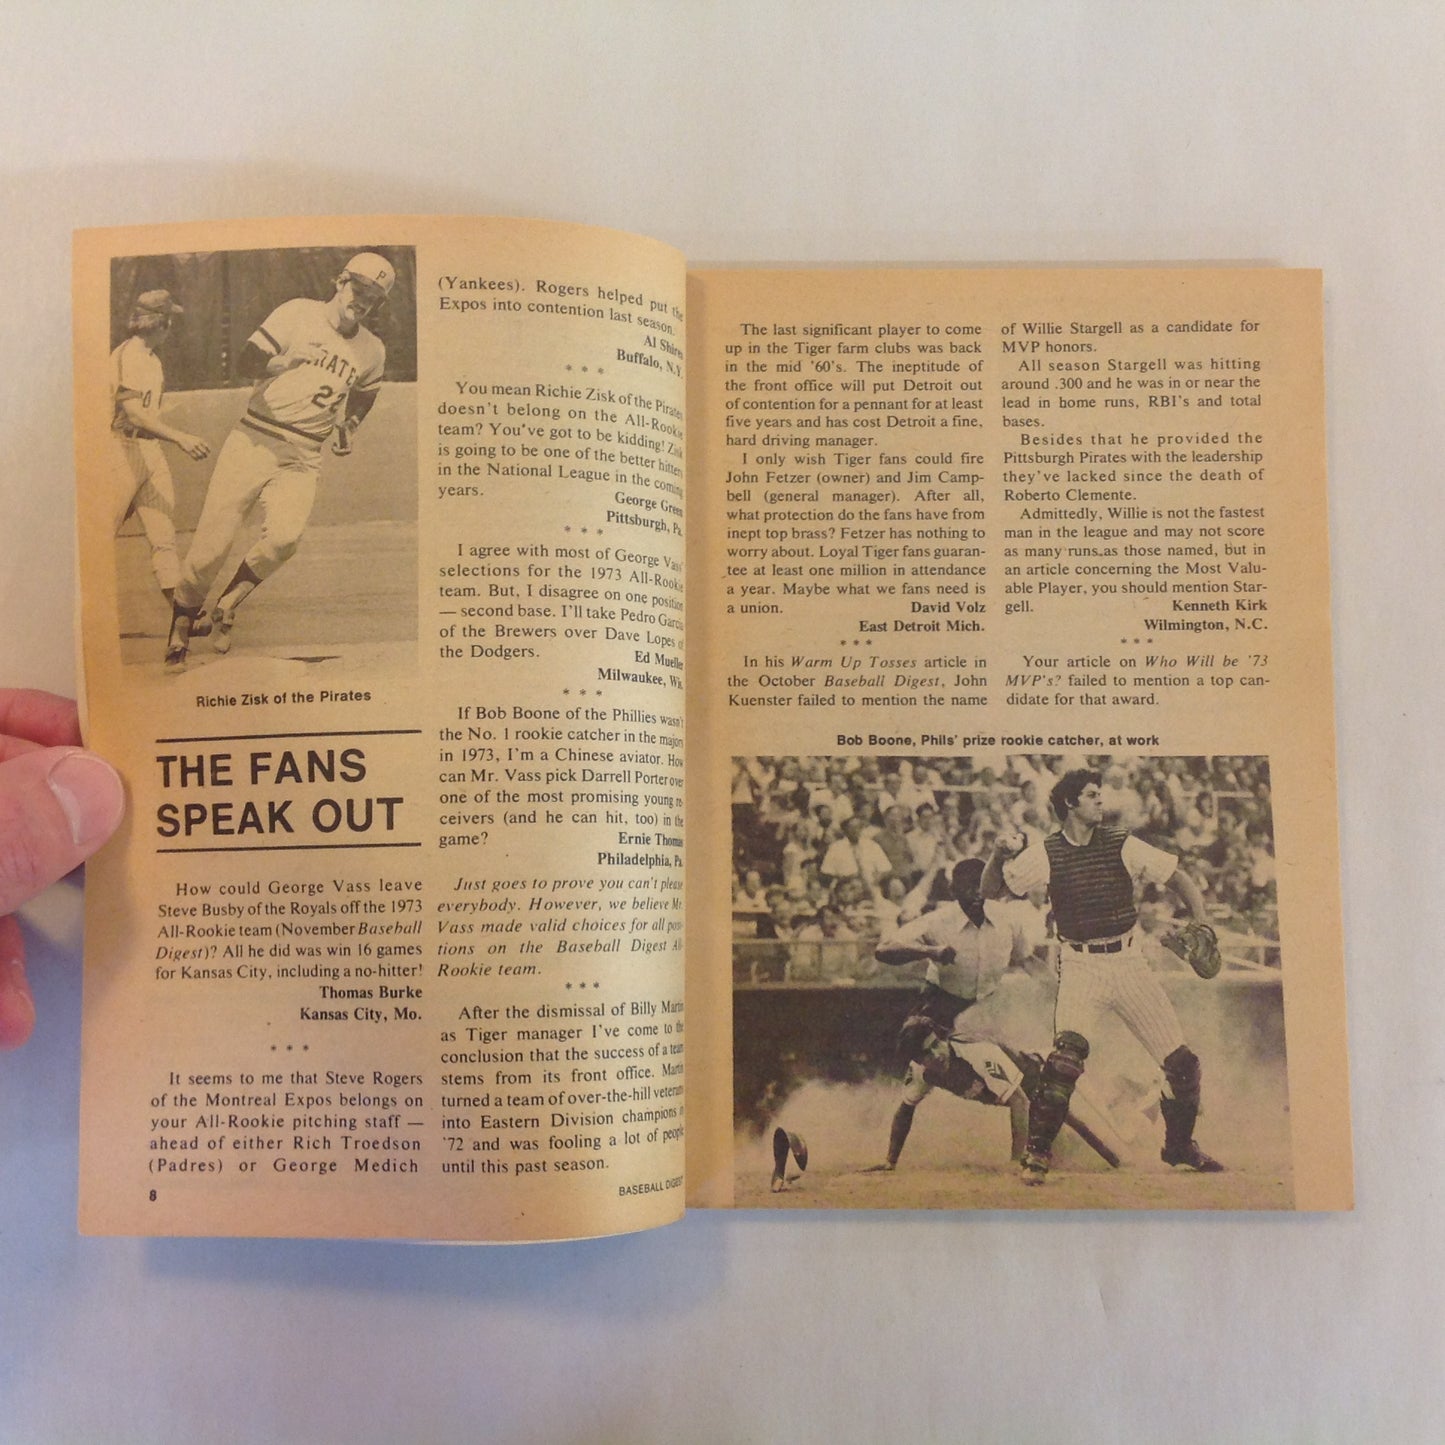 P
PIRATES
22
Richie Zisk of the Pirates
THE FANS
SPEAK OUT
How could George Vass leave
Steve Busby of the Royals off the 1973
All-Rookie team (November Baseball
Digest)? All he did was win 16 games
for Kansas City, including a no-hitter!
Thomas Burke
Kansas City, Mo.
* * *
It seems to me that Steve Rogers
of the Montreal Expos belongs on
your All-Rookie pitching staff —
ahead of either Rich Troedson
(Padres) or George Medich
8
(Yankees). Rogers helped put the
Expos into contention last season.
Al Shires
Buffalo, N.Y.
* * *
You mean Richie Zisk of the Pirates
doesn't belong on the All-Rookie
team? You've got to be kidding! Zisk
is going to be one of the better hitters
in the National League in the coming
years.
George Green
Pittsburgh, Pa.
* * *
I agree with most of George Vass'
selections for the 1973 All-Rookie
team. But, I disagree on one position
— second base. I'll take Pedro Garcia
of the Brewers over Dave Lopes of
the Dodgers.
Ed Mueller
Milwaukee, Wis.
* * *
If Bob Boone of the Phillies wasn't
the No. 1 rookie catcher in the majors
in 1973, I'm a Chinese aviator. How
can Mr. Vass pick Darrell Porter over
one of the most promising young re-
ceivers (and he can hit, too) in the
game?
Ernie Thomas
Philadelphia, Pa.
Just goes to prove you can't please
everybody. However, we believe Mr.
Vass made valid choices for all posi-
tions on the Baseball Digest All-
Rookie team.
* * *
After the dismissal of Billy Martin
as Tiger manager I've come to the
conclusion that the success of a team
stems from its front office. Martin
turned a team of over-the-hill veterans
into Eastern Division champions in
'72 and was fooling a lot of people
until this past season.
BASEBALL DIGEST
The last significant player to come
up in the Tiger farm clubs was back
in the mid '60's. The ineptitude of
the front office will put Detroit out
of contention for a pennant for at least
five years and has cost Detroit a fine,
hard driving manager.
I only wish Tiger fans could fire
John Fetzer (owner) and Jim Camp-
bell (general manager). After all,
what protection do the fans have from
inept top brass? Fetzer has nothing to
worry about. Loyal Tiger fans guaran-
tee at least one million in attendance
a year. Maybe what we fans need is
a union.
David Volz
East Detroit Mich.
* * *
In his Warm Up Tosses article in
the October Baseball Digest, John
Kuenster failed to mention the name
of Willie Stargell as a candidate for
MVP honors.
All season Stargell was hitting
around .300 and he was in or near the
lead in home runs, RBI's and total
bases.
Besides that he provided the
Pittsburgh Pirates with the leadership
they've lacked since the death of
Roberto Clemente.
Admittedly, Willie is not the fastest
man in the league and may not score
as many runs as those named, but in
an article concerning the Most Valu-
able Player, you should mention Star-
gell.
Kenneth Kirk
Wilmington, N.C.
* * *
Your article on Who Will be '73
MVP's? failed to mention a top can-
didate for that award.
Bob Boone, Phils' prize rookie catcher, at work